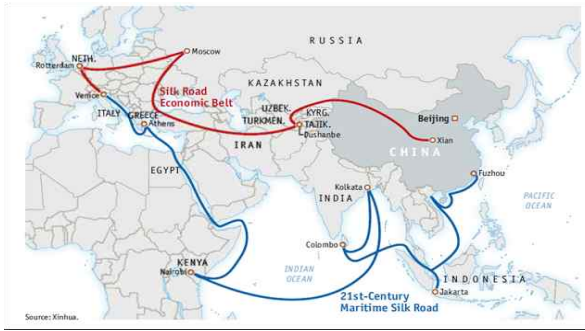 RUSSIA
Moscow
NETH.
Rotterdam
KAZAKHSTAN
Venice
Silk Road
Economic Belt
UZBEK.
KYRG.
ITALY
GREECE
TURKMEN.
TAJIK.
Beijing
Athens
Dushanbe
IRAN
Xian
CHINA
EGYPT
Fuzhou
Kolkata
INDIA
PACIFIC
OCEAN
Colombo
KENYA
Nairobi
INDIAN
OCEAN
INDONESIA
21st-Century
Maritime Silk Road
Jakarta
Source: Xinhua.